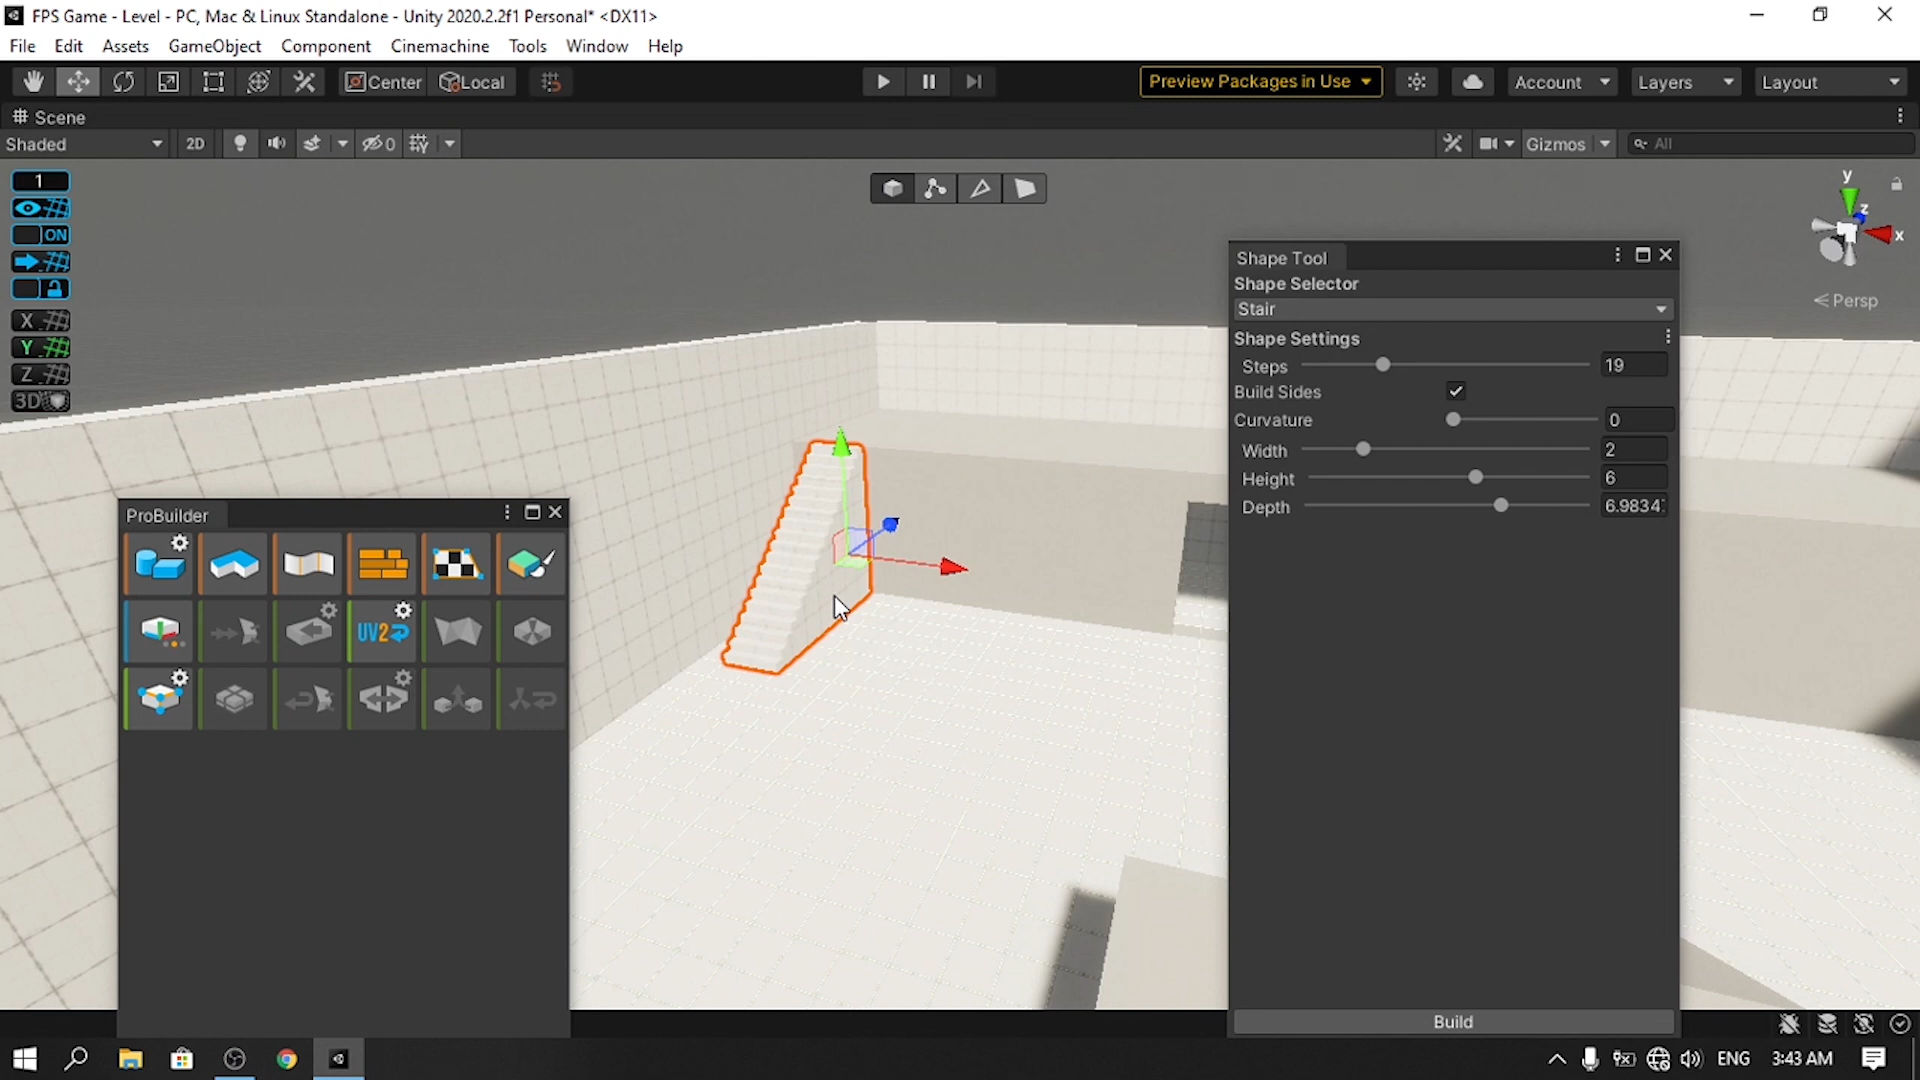 FPS Game - Level - PC, Mac & Linux Standalone - Unity 2020.2.2f1 Personal* <DX11>
File Edit Assets GameObject Component Cinemachine Tools Window Help
Center Local Preview Packages in Use Account Layers Layout
Scene
Shaded 2D 0 Gizmos All
1
ON
X
Y
Z
3D
y
z
x
Persp
Shape Tool
Shape Selector
Stair
Shape Settings
Steps 19
Build Sides
Curvature 0
Width 2
Height 6
Depth 6.9834
Build
ProBuilder
UV2
ENG 3:43 AM